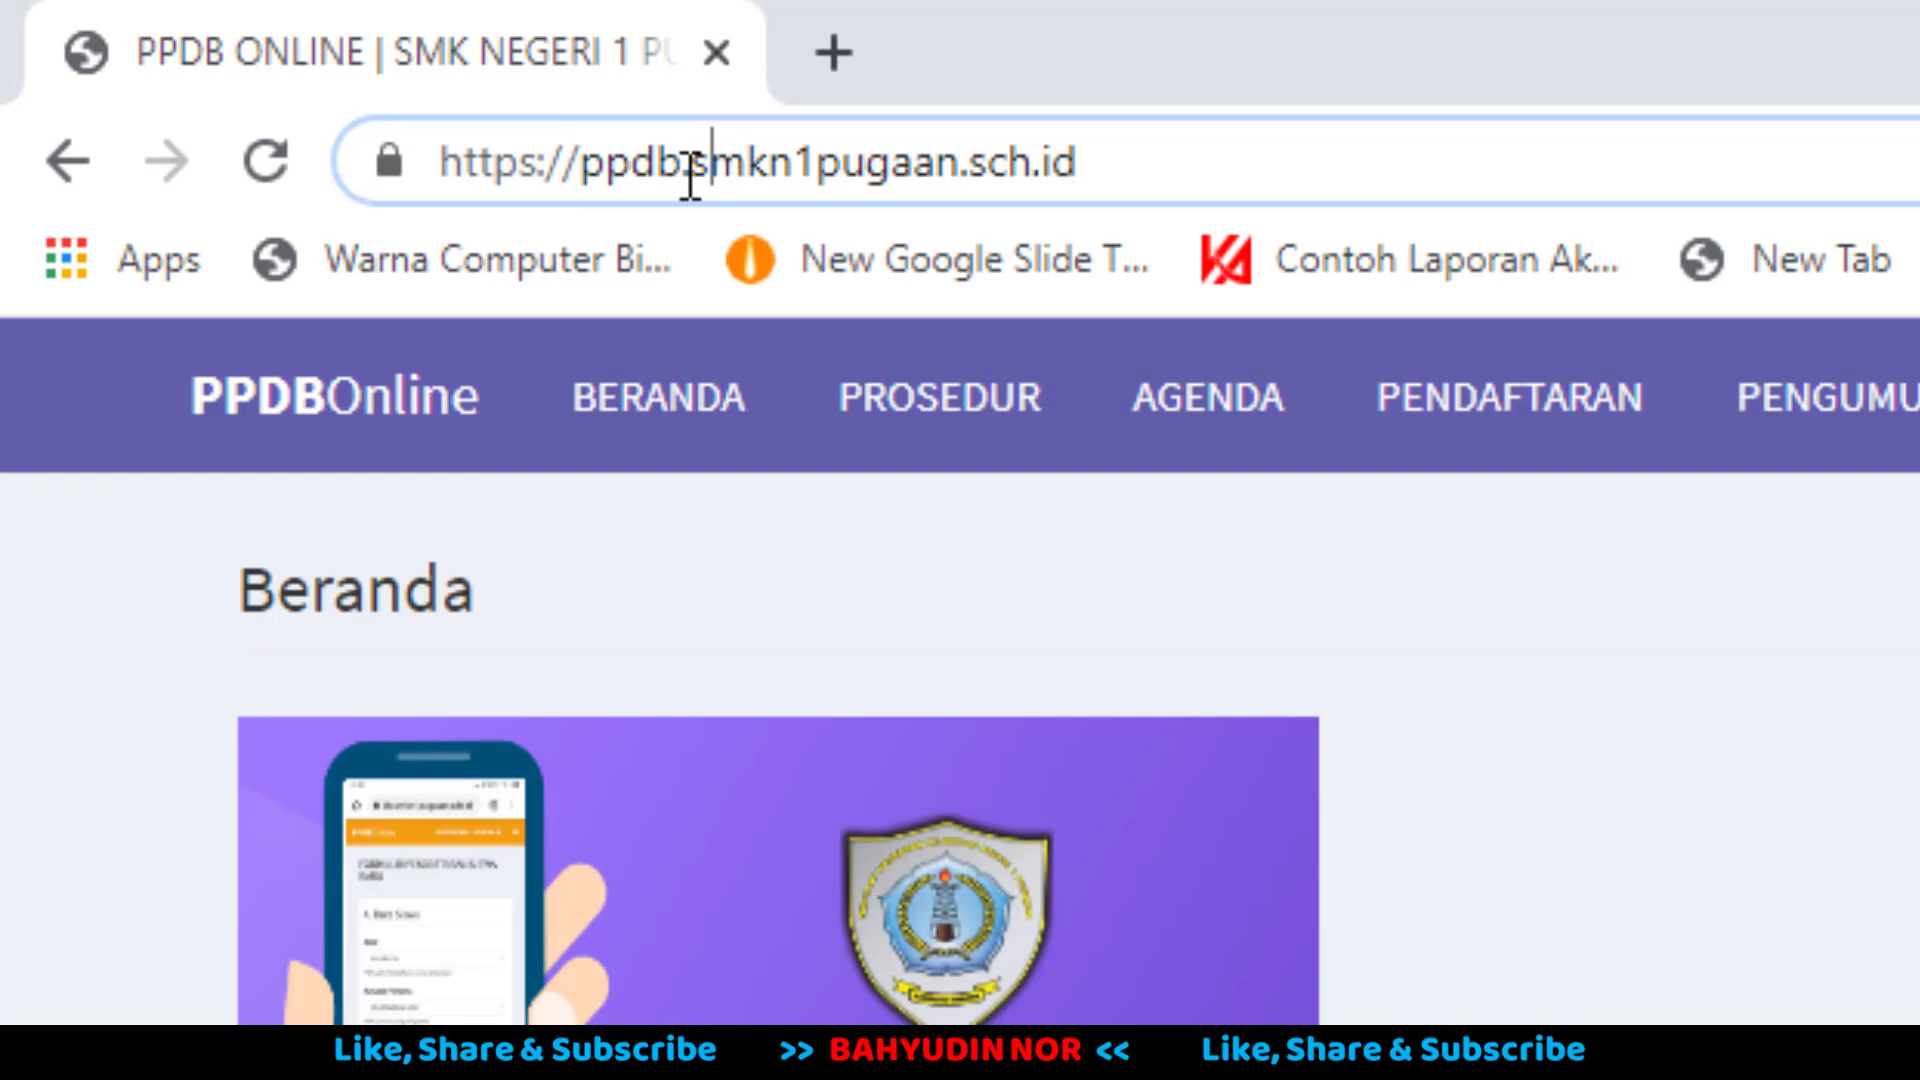 PPDB ONLINE | SMK NEGERI 1 PU
https://ppdb.smkn1pugaan.sch.id
Apps Warna Computer Bi... New Google Slide T... Contoh Laporan Ak... New Tab
PPDBOnline BERANDA PROSEDUR AGENDA PENDAFTARAN PENGUMU
Beranda
Like, Share & Subscribe >> BAHYUDIN NOR << Like, Share & Subscribe